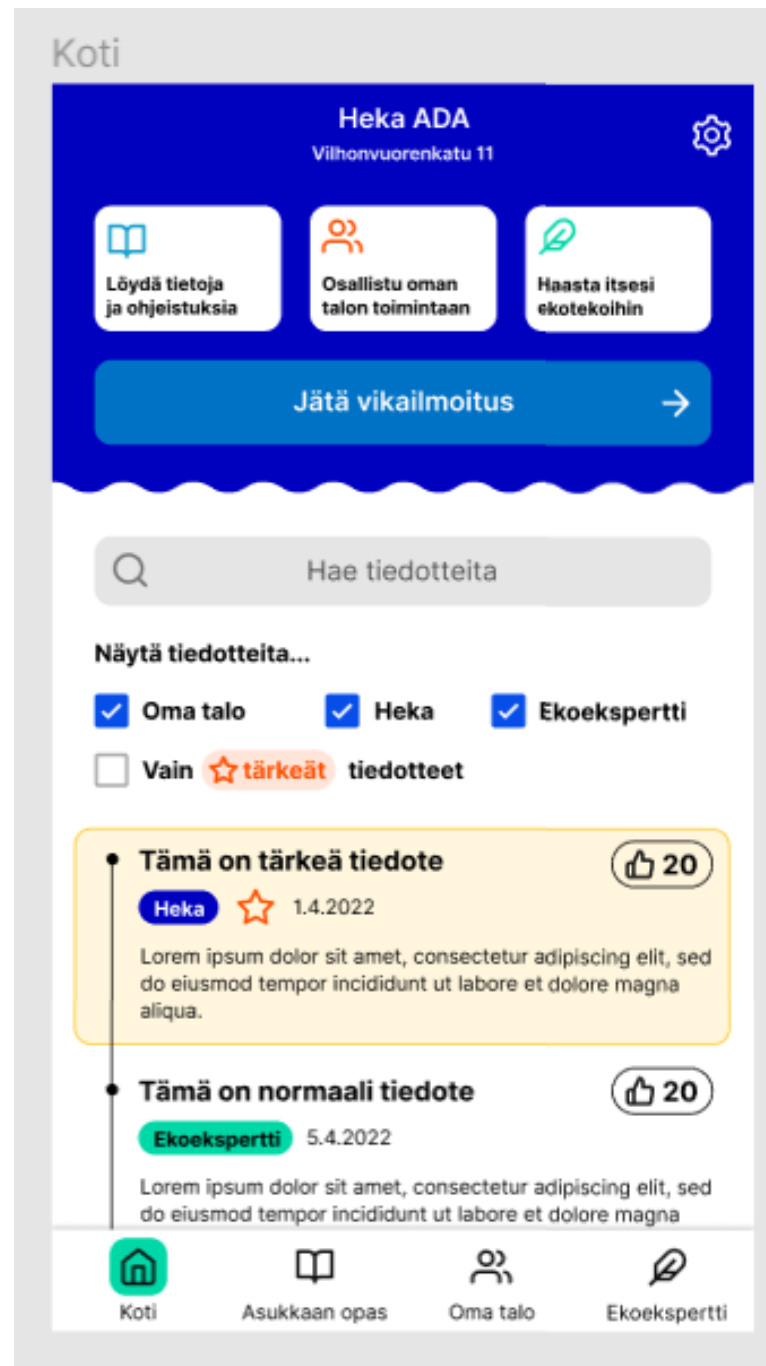 Koti
Heka ADA
Vilhonvuorenkatu 11
Löydä tietoja
ja ohjeistuksia
Osallistu oman
talon toimintaan
Haasta itsesi
ekotekoihin
Jätä vikailmoitus
Hae tiedotteita
Näytä tiedotteita...
Oma talo
Heka
Ekoekspertti
Vain tärkeät tiedotteet
Tämä on tärkeä tiedote
20
Heka
1.4.2022
Lorem ipsum dolor sit amet, consectetur adipiscing elit, sed
do eiusmod tempor incididunt ut labore et dolore magna
aliqua.
Tämä on normaali tiedote
20
Ekoekspertti
5.4.2022
Lorem ipsum dolor sit amet, consectetur adipiscing elit, sed
do eiusmod tempor incididunt ut labore et dolore magna
Koti
Asukkaan opas
Oma talo
Ekoekspertti